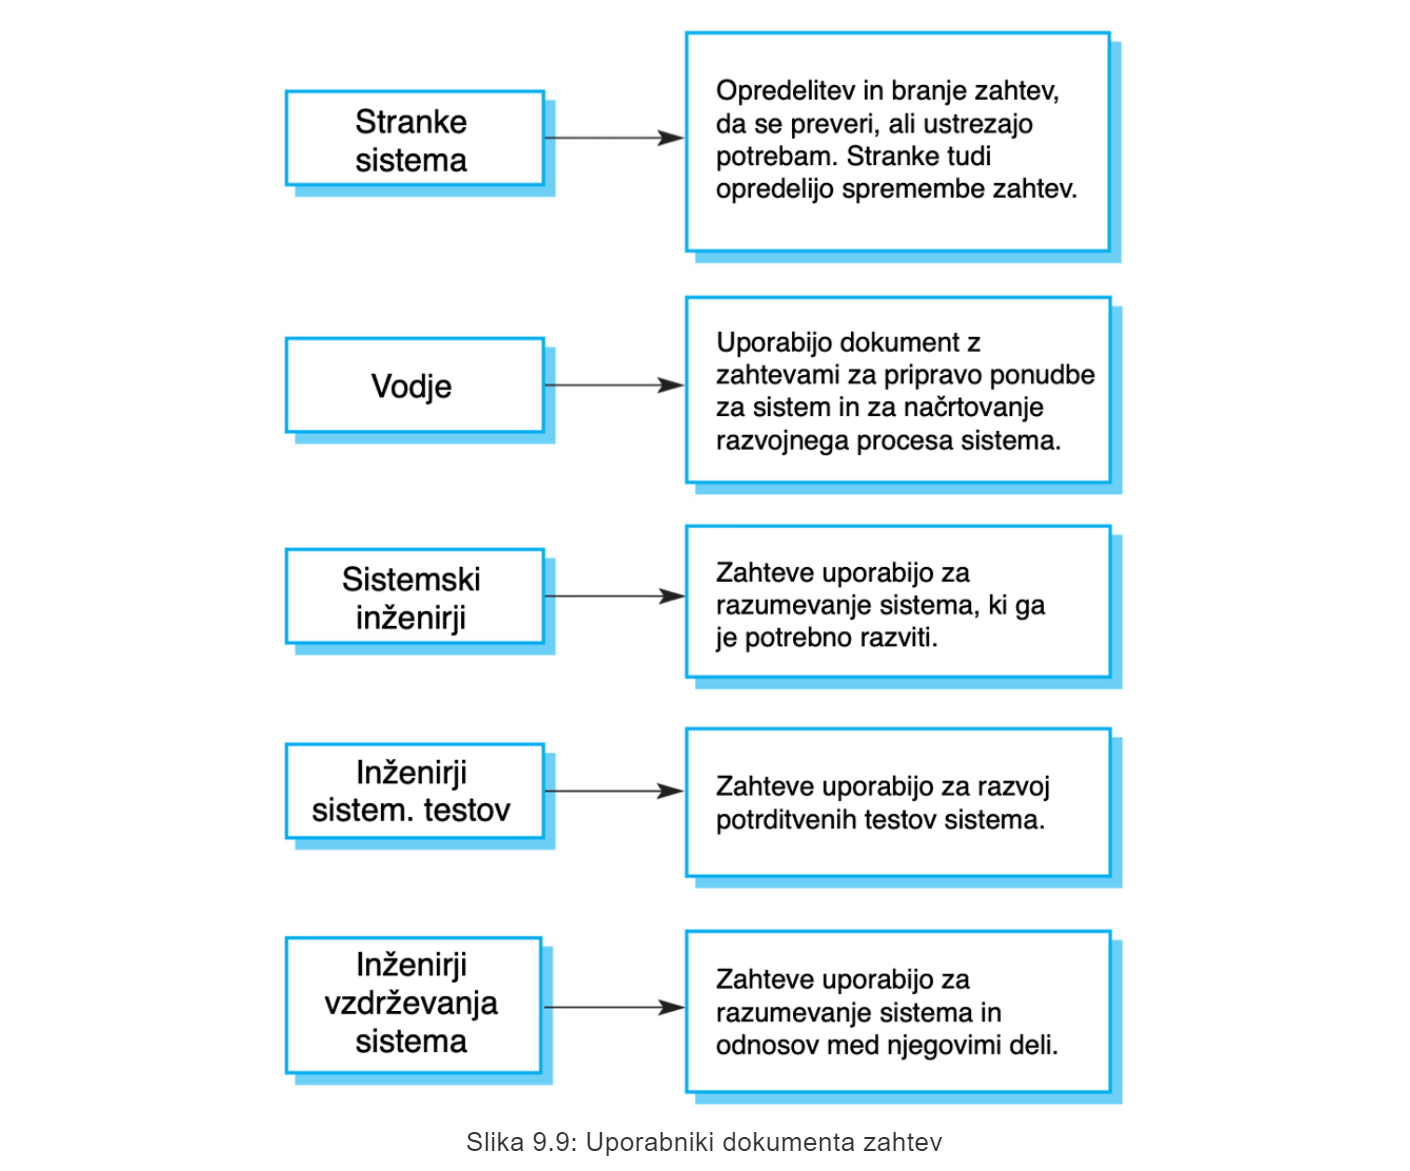 Stranke
sistema
Opredelitev in branje zahtev,
da se preveri, ali ustrezajo
potrebam. Stranke tudi
opredelijo spremembe zahtev.
Vodje
Uporabijo dokument z
zahtevami za pripravo ponudbe
za sistem in za načrtovanje
razvojnega procesa sistema.
Sistemski
inženirji
Zahteve uporabijo za
razumevanje sistema, ki ga
je potrebno razviti.
Inženirji
sistem. testov
Zahteve uporabijo za razvoj
potrditvenih testov sistema.
Inženirji
vzdrževanja
sistema
Zahteve uporabijo za
razumevanje sistema in
odnosov med njegovimi deli.
Slika 9.9: Uporabniki dokumenta zahtev